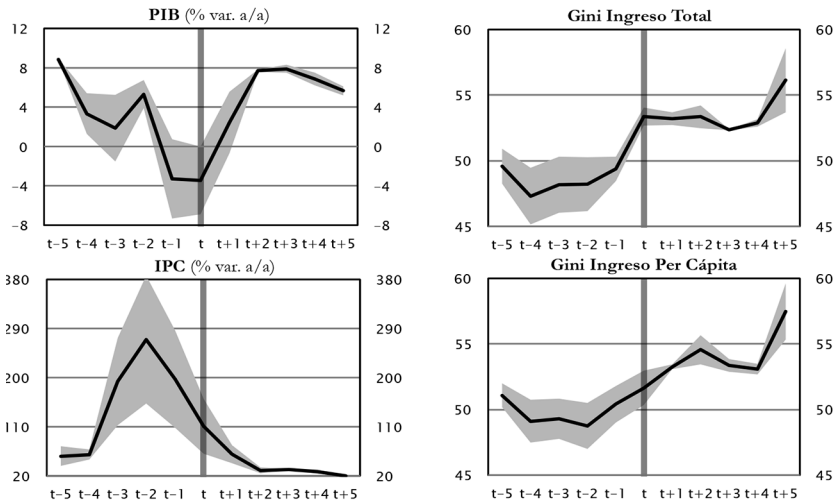 PIB (% var. a/a)
12 12
8 8
4 4
0 0
−4 −4
−8 −8
t−5 t−4 t−3 t−2 t−1 t t+1 t+2 t+3 t+4 t+5
Gini Ingreso Total
60 60
55 55
50 50
45 45
t−5 t−4 t−3 t−2 t−1 t t+1 t+2 t+3 t+4 t+5
IPC (% var. a/a)
380 380
290 290
200 200
110 110
20 20
t−5 t−4 t−3 t−2 t−1 t t+1 t+2 t+3 t+4 t+5
Gini Ingreso Per Cápita
60 60
55 55
50 50
45 45
t−5 t−4 t−3 t−2 t−1 t t+1 t+2 t+3 t+4 t+5